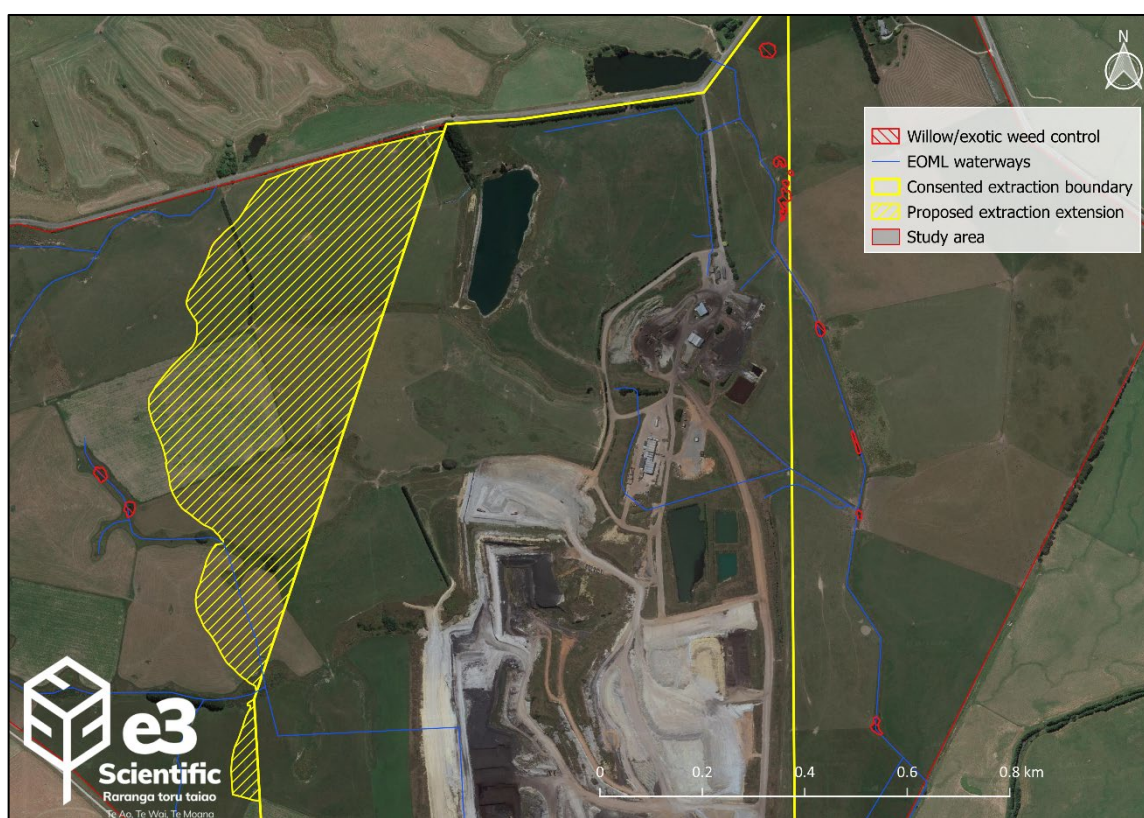 N
Willow/exotic weed control
EOML waterways
Consented extraction boundary
Proposed extraction extension
Study area
e3
Scientific
Raranga toru taiao
Te Ao, Te Wai, Te Moana
0 0.2 0.4 0.6 0.8 km